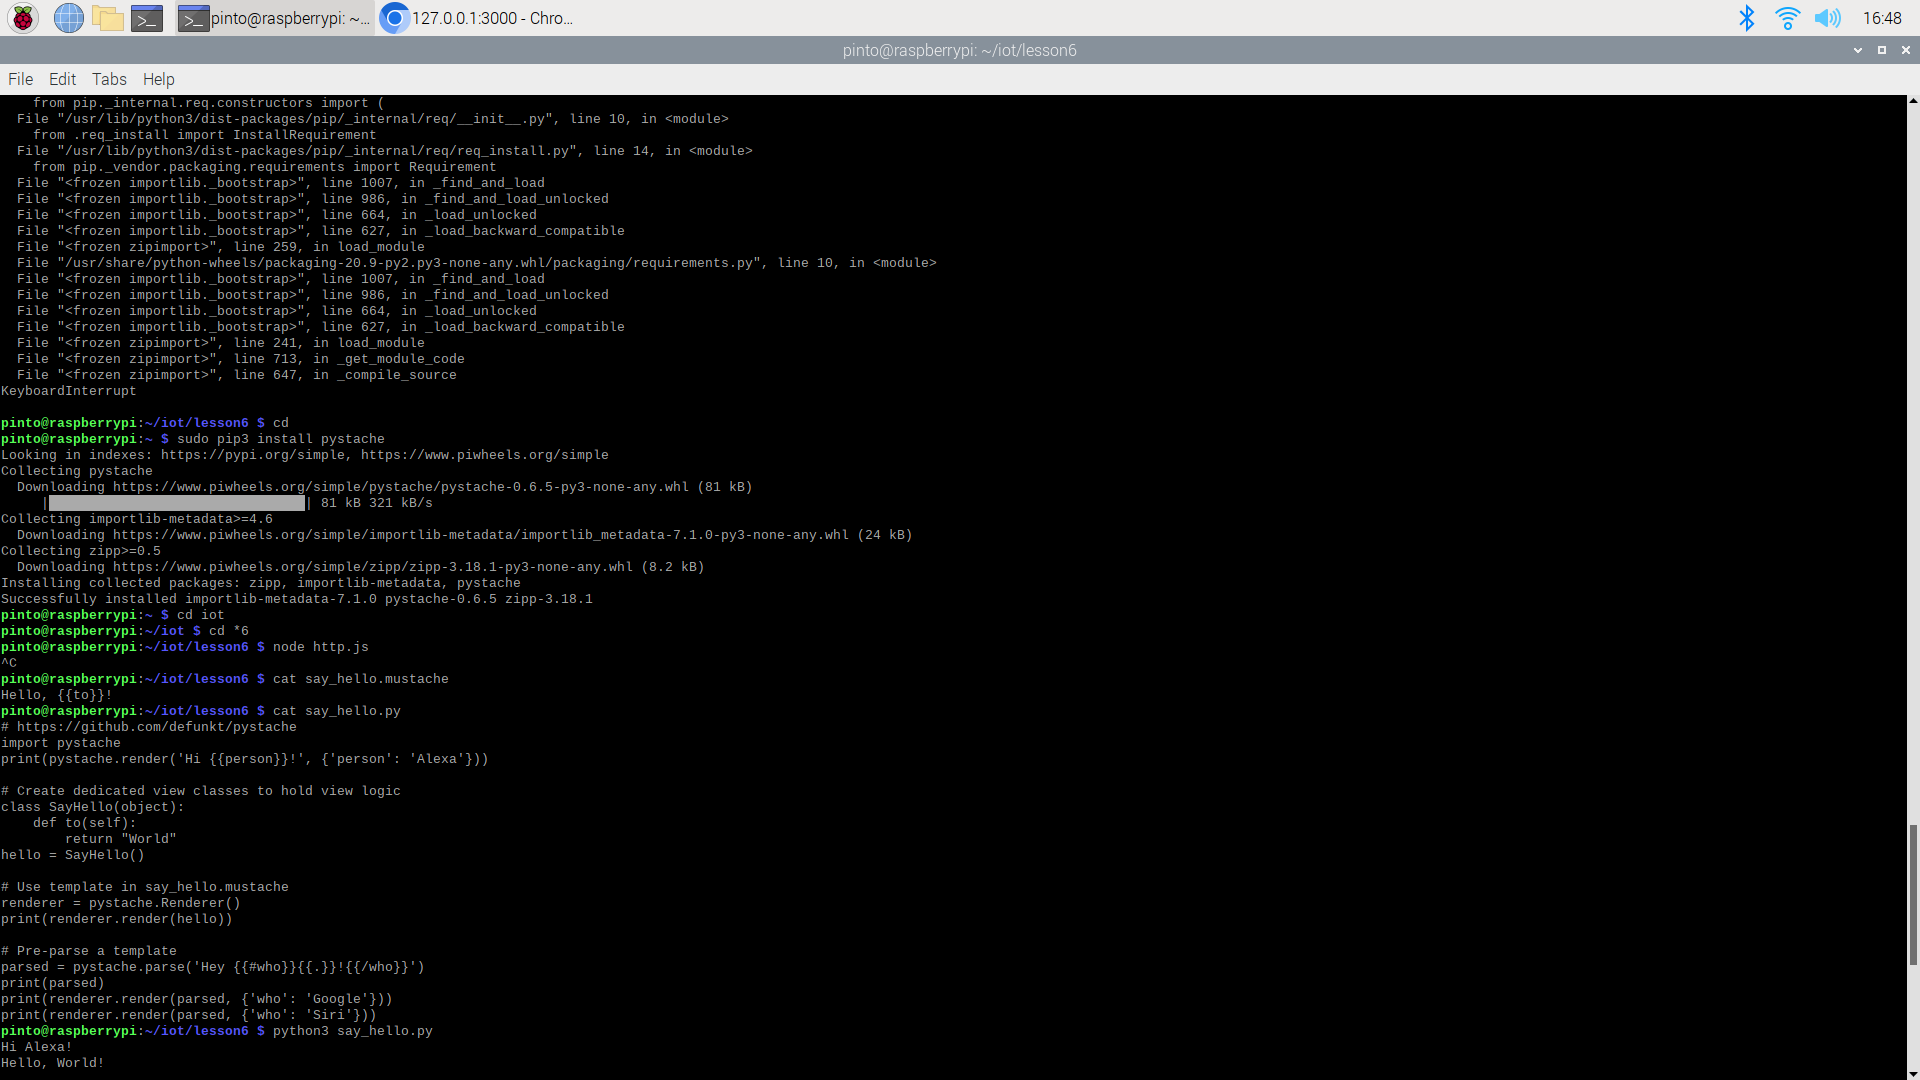 pinto@raspberrypi: ~... 127.0.0.1:3000 - Chro... 16:48
pinto@raspberrypi: ~/iot/lesson6
File Edit Tabs Help
    from pip._internal.req.constructors import (
  File "/usr/lib/python3/dist-packages/pip/_internal/req/__init__.py", line 10, in <module>
    from .req_install import InstallRequirement
  File "/usr/lib/python3/dist-packages/pip/_internal/req/req_install.py", line 14, in <module>
    from pip._vendor.packaging.requirements import Requirement
  File "<frozen importlib._bootstrap>", line 1007, in _find_and_load
  File "<frozen importlib._bootstrap>", line 986, in _find_and_load_unlocked
  File "<frozen importlib._bootstrap>", line 664, in _load_unlocked
  File "<frozen importlib._bootstrap>", line 627, in _load_backward_compatible
  File "<frozen zipimport>", line 259, in load_module
  File "/usr/share/python-wheels/packaging-20.9-py2.py3-none-any.whl/packaging/requirements.py", line 10, in <module>
  File "<frozen importlib._bootstrap>", line 1007, in _find_and_load
  File "<frozen importlib._bootstrap>", line 986, in _find_and_load_unlocked
  File "<frozen importlib._bootstrap>", line 664, in _load_unlocked
  File "<frozen importlib._bootstrap>", line 627, in _load_backward_compatible
  File "<frozen zipimport>", line 241, in load_module
  File "<frozen zipimport>", line 713, in _get_module_code
  File "<frozen zipimport>", line 647, in _compile_source
KeyboardInterrupt

pinto@raspberrypi:~/iot/lesson6 $ cd
pinto@raspberrypi:~ $ sudo pip3 install pystache
Looking in indexes: https://pypi.org/simple, https://www.piwheels.org/simple
Collecting pystache
  Downloading https://www.piwheels.org/simple/pystache/pystache-0.6.5-py3-none-any.whl (81 kB)
     |                                | 81 kB 321 kB/s
Collecting importlib-metadata>=4.6
  Downloading https://www.piwheels.org/simple/importlib-metadata/importlib_metadata-7.1.0-py3-none-any.whl (24 kB)
Collecting zipp>=0.5
  Downloading https://www.piwheels.org/simple/zipp/zipp-3.18.1-py3-none-any.whl (8.2 kB)
Installing collected packages: zipp, importlib-metadata, pystache
Successfully installed importlib-metadata-7.1.0 pystache-0.6.5 zipp-3.18.1
pinto@raspberrypi:~ $ cd iot
pinto@raspberrypi:~/iot $ cd *6
pinto@raspberrypi:~/iot/lesson6 $ node http.js
^C
pinto@raspberrypi:~/iot/lesson6 $ cat say_hello.mustache
Hello, {{to}}!
pinto@raspberrypi:~/iot/lesson6 $ cat say_hello.py
# https://github.com/defunkt/pystache
import pystache
print(pystache.render('Hi {{person}}!', {'person': 'Alexa'}))

# Create dedicated view classes to hold view logic
class SayHello(object):
    def to(self):
        return "World"
hello = SayHello()

# Use template in say_hello.mustache
renderer = pystache.Renderer()
print(renderer.render(hello))

# Pre-parse a template
parsed = pystache.parse('Hey {{#who}}{{.}}!{{/who}}')
print(parsed)
print(renderer.render(parsed, {'who': 'Google'}))
print(renderer.render(parsed, {'who': 'Siri'}))
pinto@raspberrypi:~/iot/lesson6 $ python3 say_hello.py
Hi Alexa!
Hello, World!